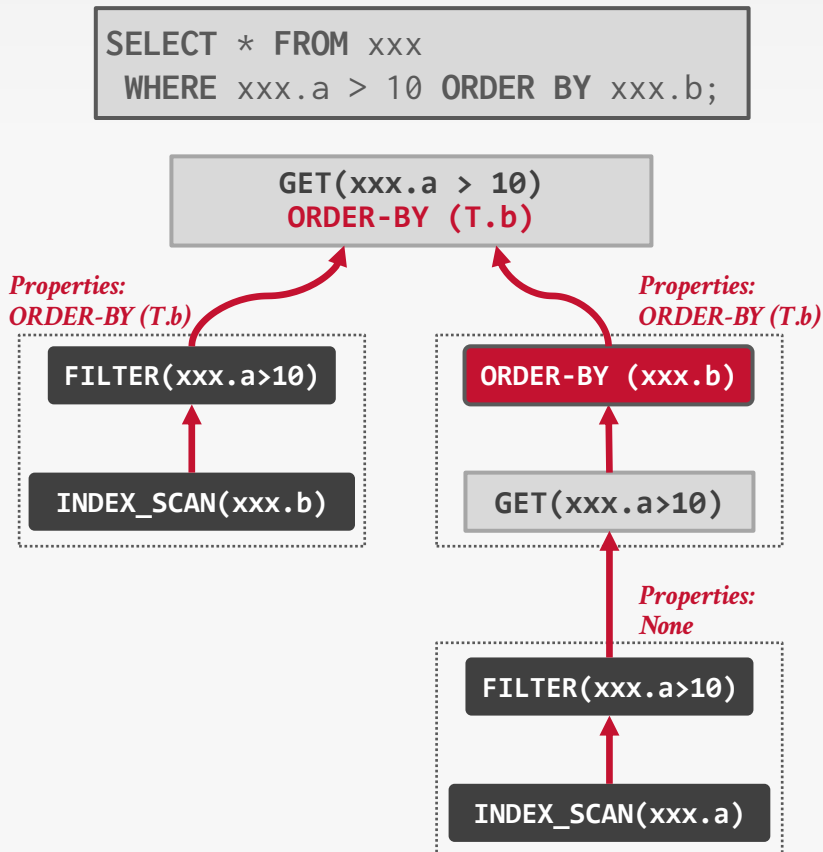 SELECT * FROM xxx
WHERE xxx.a > 10 ORDER BY xxx.b;
GET(xxx.a > 10)
ORDER-BY (T.b)
Properties:
ORDER-BY (T.b)
FILTER(xxx.a>10)
INDEX_SCAN(xxx.b)
Properties:
ORDER-BY (T.b)
ORDER-BY (xxx.b)
GET(xxx.a>10)
Properties:
None
FILTER(xxx.a>10)
INDEX_SCAN(xxx.a)